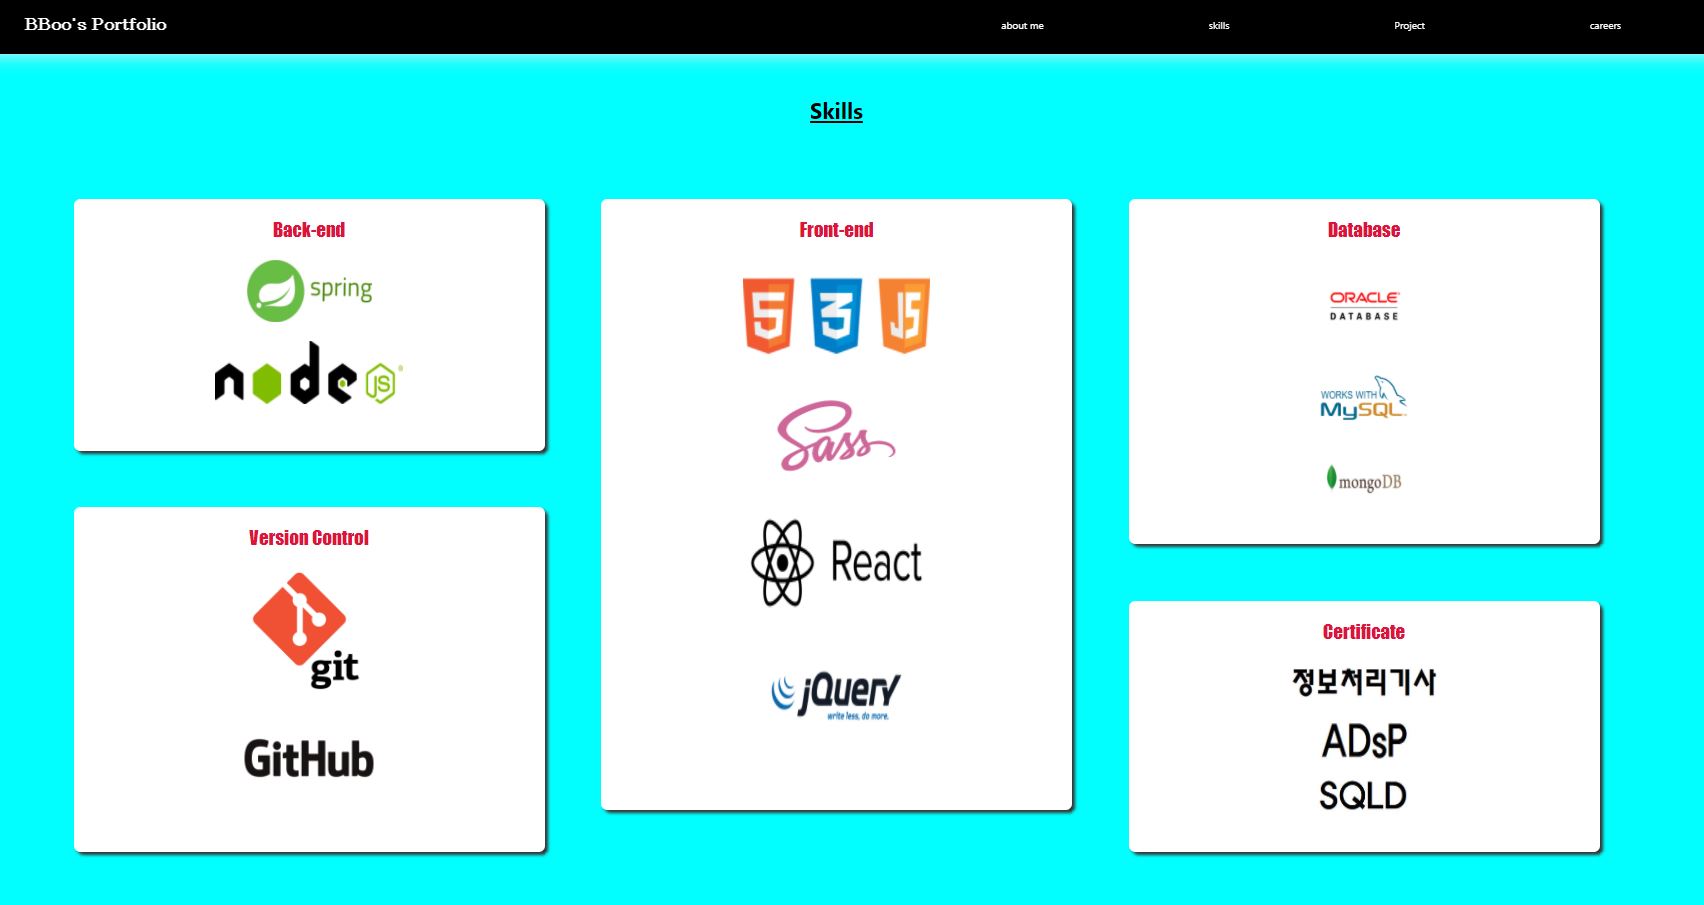 BBoo's Portfolio
about me
skills
Project
careers
Skills
Back-end
spring
node JS
Version Control
git
GitHub
Front-end
5 3 JS
Sass
React
jQuery
write less, do more.
Database
ORACLE
DATABASE
WORKS WITH
MySQL
mongoDB
Certificate
정보처리기사
ADsP
SQLD